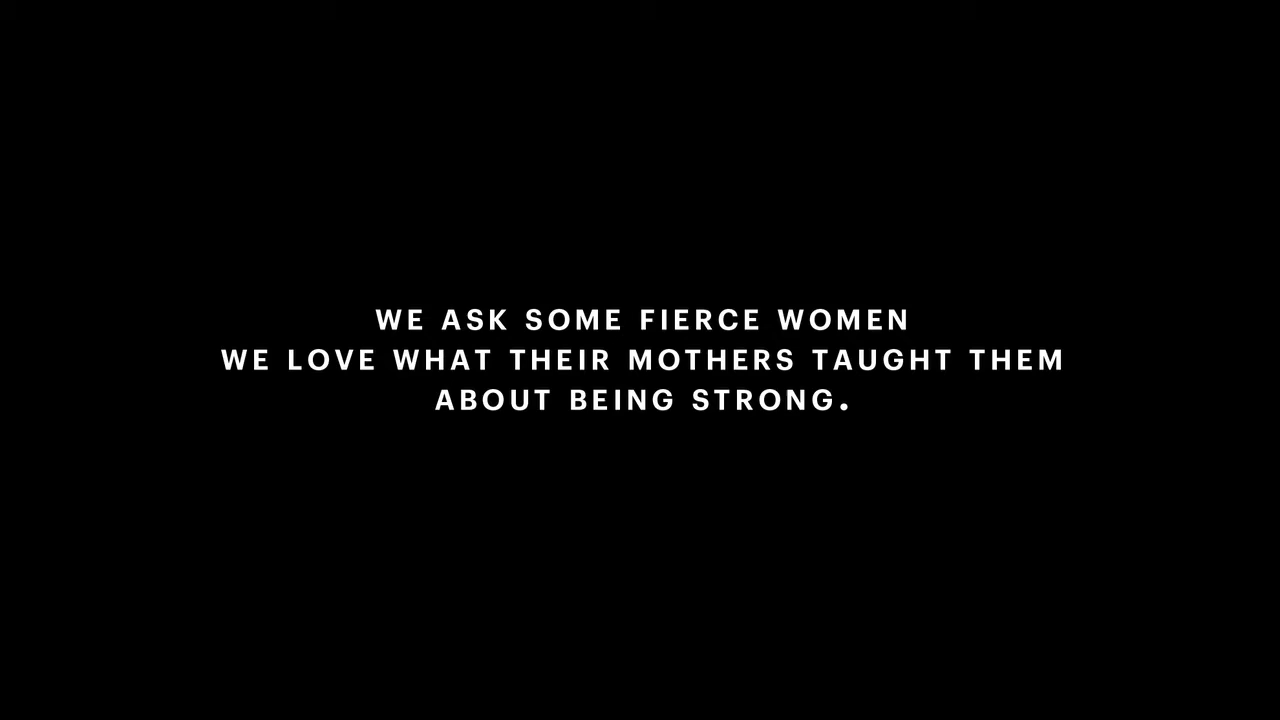 WE ASK SOME FIERCE WOMEN
WE LOVE WHAT THEIR MOTHERS TAUGHT THEM
ABOUT BEING STRONG.